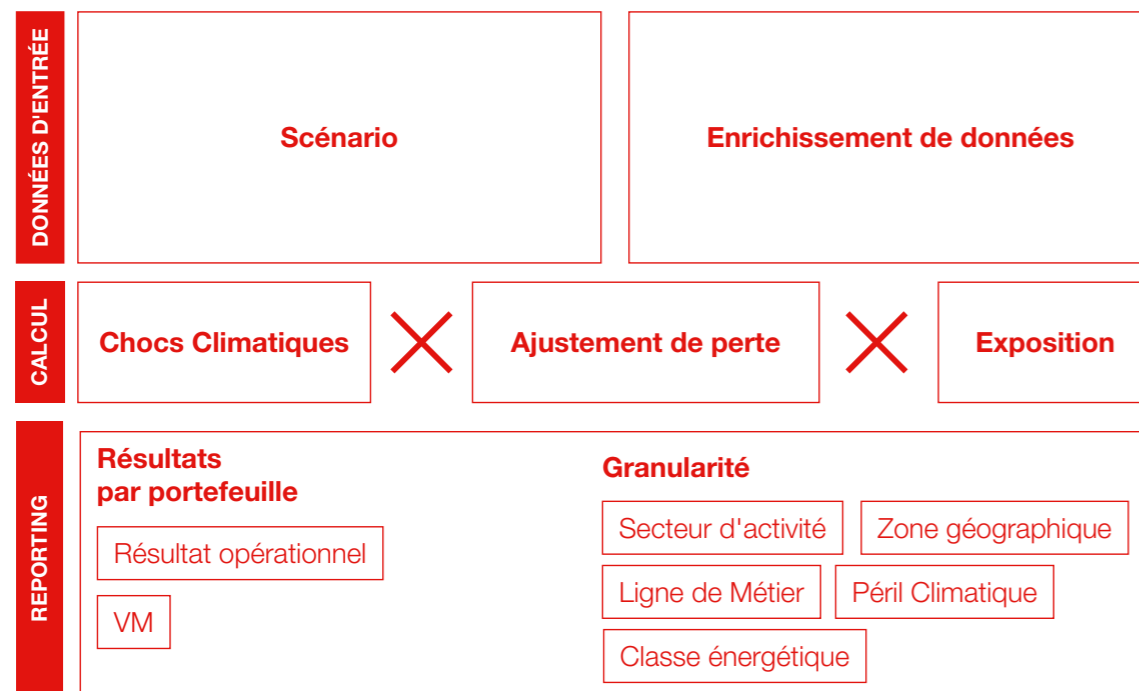 DONNÉES D'ENTRÉE
Scénario
Enrichissement de données
CALCUL
Chocs Climatiques
Ajustement de perte
Exposition
REPORTING
Résultats
par portefeuille
Résultat opérationnel
VM
Granularité
Secteur d'activité
Zone géographique
Ligne de Métier
Péril Climatique
Classe énergétique